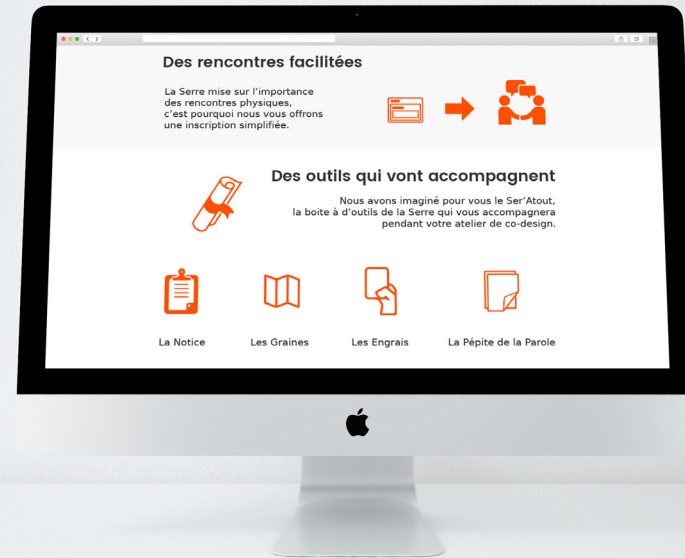 Des rencontres facilitées
La Serre mise sur l'importance
des rencontres physiques,
c'est pourquoi nous vous offrons
une inscription simplifiée.
Des outils qui vont accompagnent
Nous avons imaginé pour vous le Ser'Atout,
la boite à d'outils de la Serre qui vous accompagnera
pendant votre atelier de co-design.
La Notice
Les Graines
Les Engrais
La Pépite de la Parole